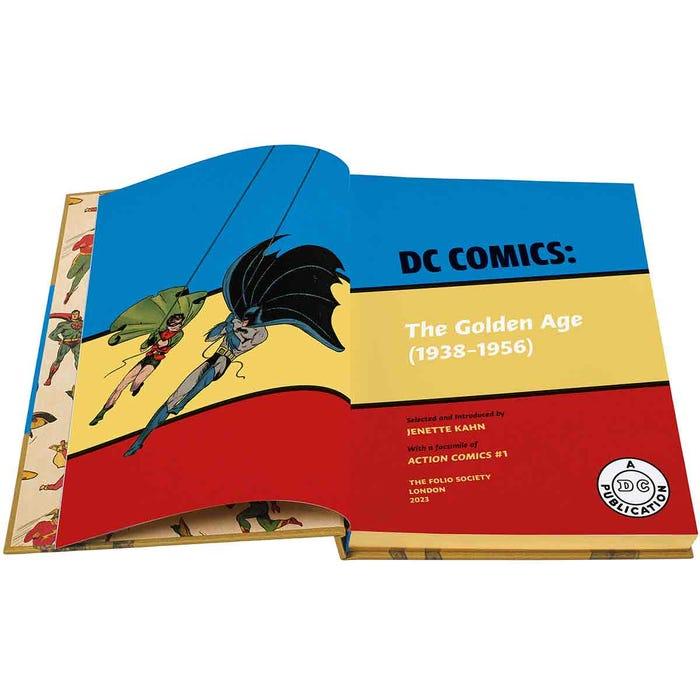 DC COMICS:
The Golden Age
(1938–1956)
Selected and Introduced by
JENETTE KAHN
With a facsimile of
ACTION COMICS #1
THE FOLIO SOCIETY
LONDON
2023
A
DC
PUBLICATION